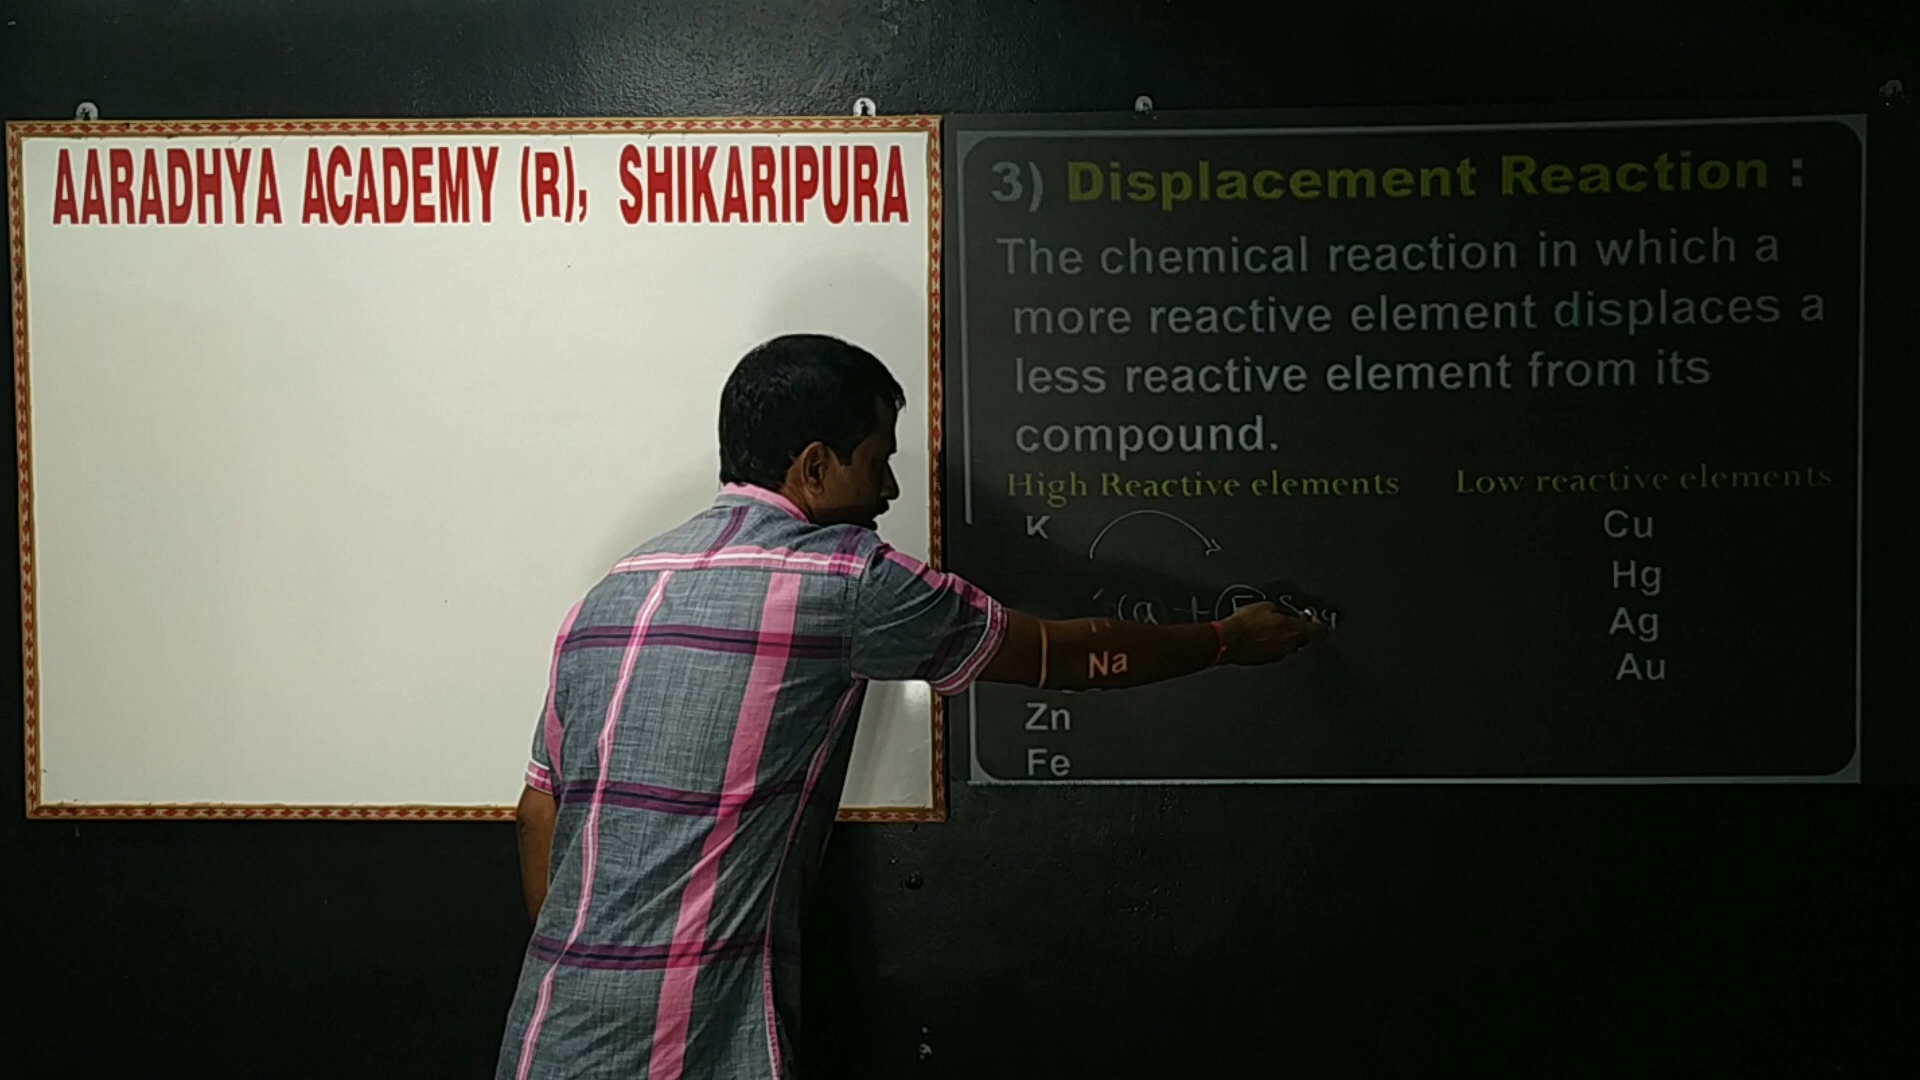 AARADHYA ACADEMY (R), SHIKARIPURA
3) Displacement Reaction :
The chemical reaction in which a
more reactive element displaces a
less reactive element from its
compound.
High Reactive elements Low reactive elements
K Cu
Hg
Ag
Na Au
Zn
Fe